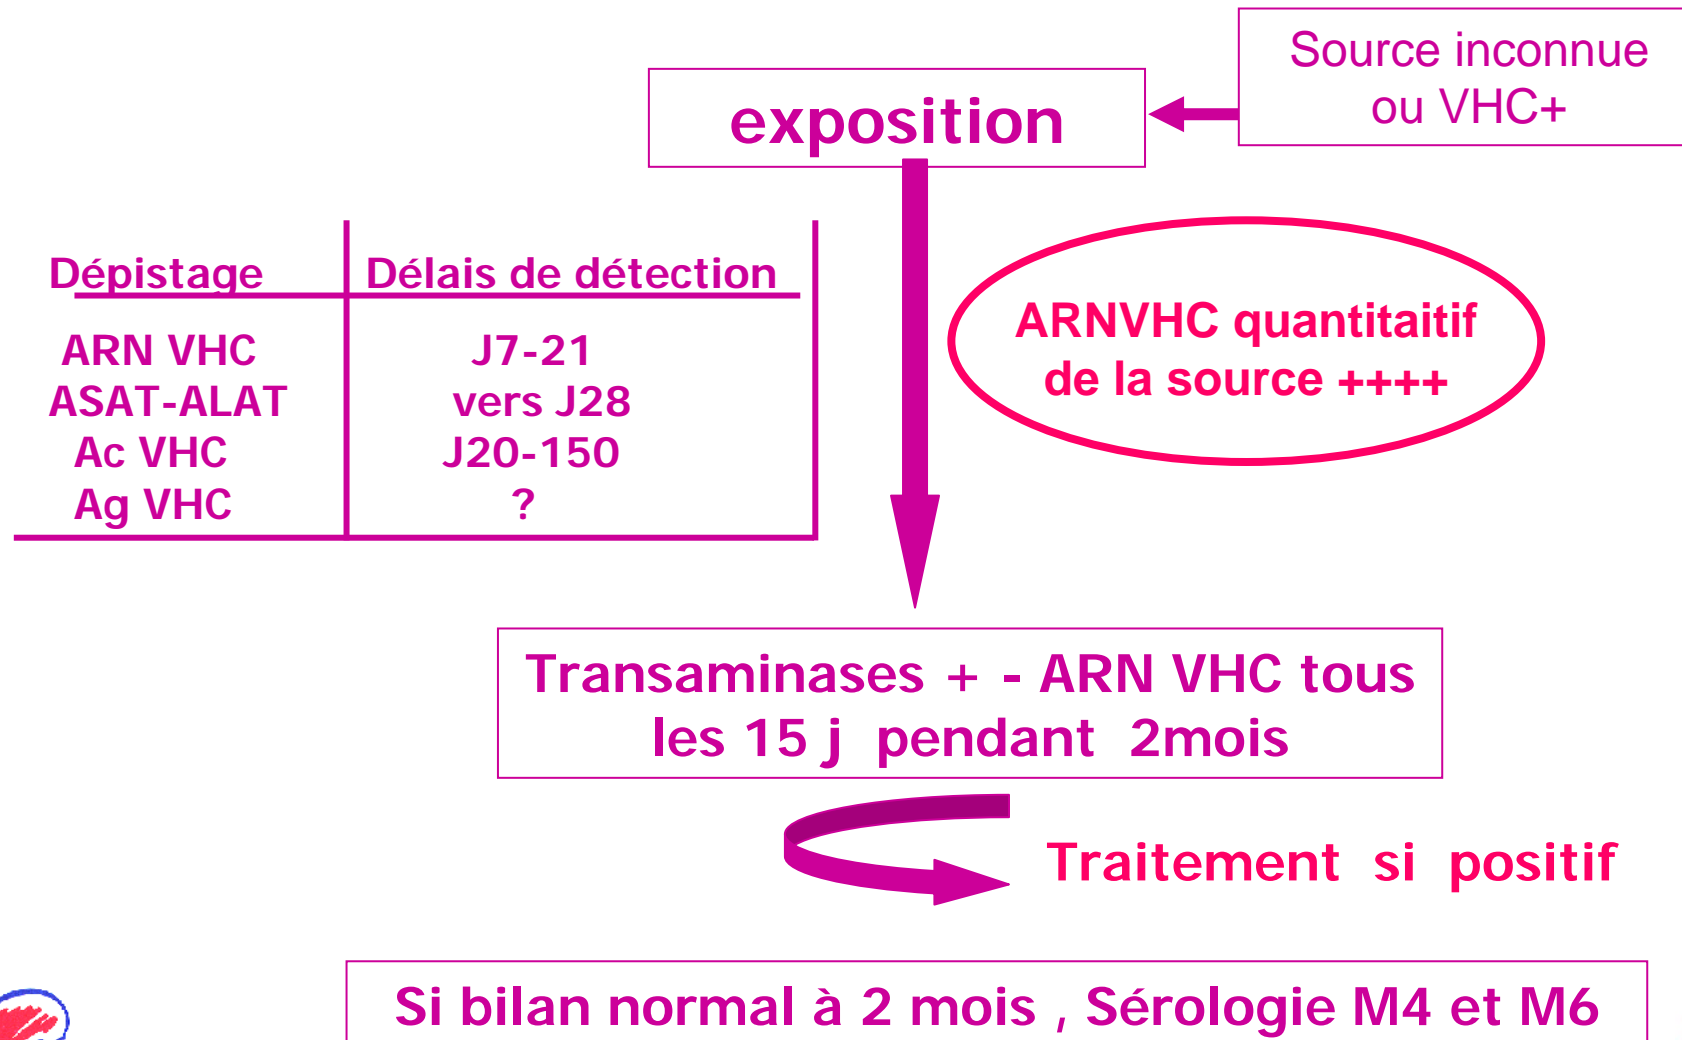 Source inconnue
ou VHC+
exposition
Dépistage Délais de détection
ARN VHC J7-21
ASAT-ALAT vers J28
Ac VHC J20-150
Ag VHC ?
ARNVHC quantitaitif
de la source ++++
Transaminases + - ARN VHC tous
les 15 j pendant 2mois
Traitement si positif
Si bilan normal à 2 mois , Sérologie M4 et M6